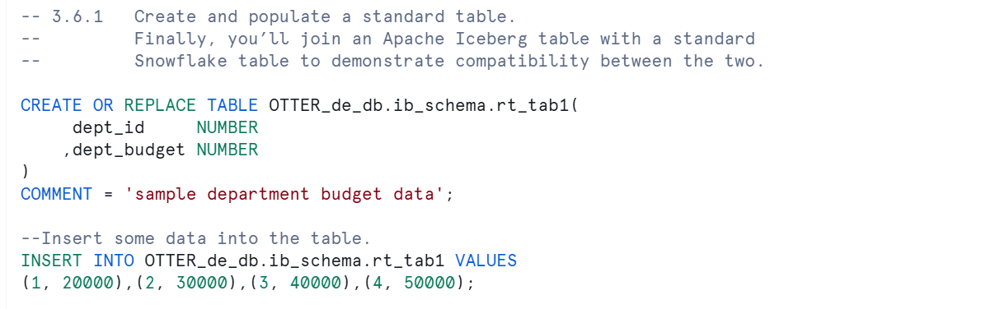 -- 3.6.1   Create and populate a standard table.
--         Finally, you’ll join an Apache Iceberg table with a standard
--         Snowflake table to demonstrate compatibility between the two.
CREATE OR REPLACE TABLE OTTER_de_db.ib_schema.rt_tab1(
     dept_id     NUMBER
    ,dept_budget NUMBER
)
COMMENT = 'sample department budget data';
--Insert some data into the table.
INSERT INTO OTTER_de_db.ib_schema.rt_tab1 VALUES
(1, 20000),(2, 30000),(3, 40000),(4, 50000);